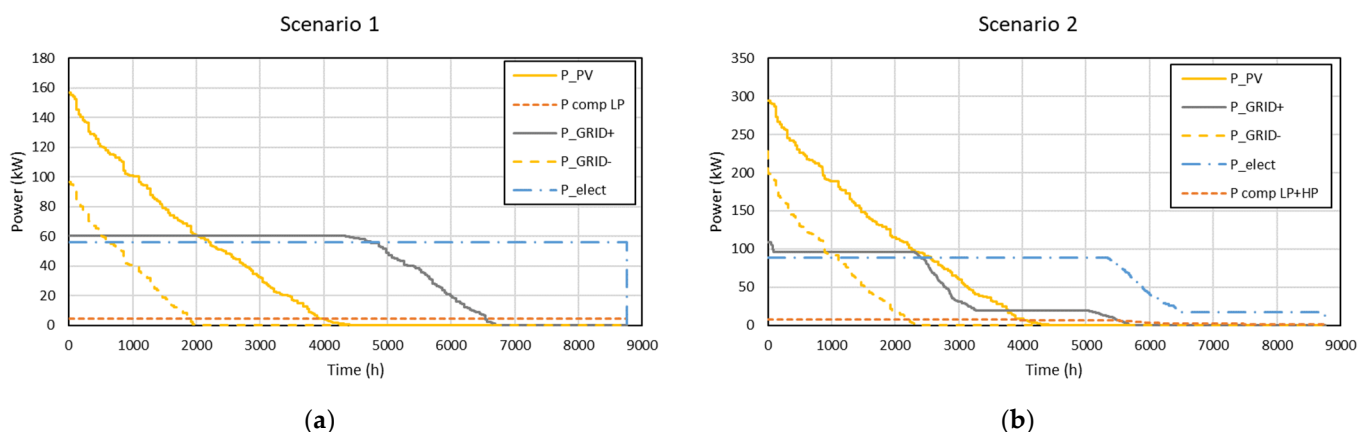 Scenario 1
Power (kW)
180
160
140
120
100
80
60
40
20
0
0 1000 2000 3000 4000 5000 6000 7000 8000 9000
Time (h)
P_PV
P comp LP
P_GRID+
P_GRID-
P_elect
(a)
Scenario 2
Power (kW)
350
300
250
200
150
100
50
0
0 1000 2000 3000 4000 5000 6000 7000 8000 9000
Time (h)
P_PV
P_GRID+
P_GRID-
P_elect
P comp LP+HP
(b)